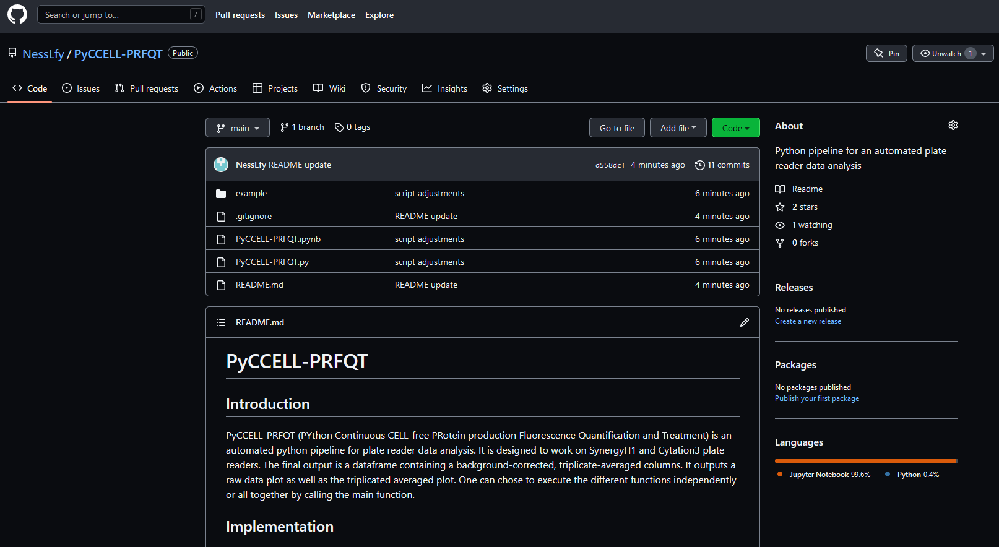 Search or jump to... /
Pull requests Issues Marketplace Explore
NessLfy / PyCCELL-PRFQT Public
Pin Unwatch 1
Code Issues Pull requests Actions Projects Wiki Security Insights Settings
main 1 branch 0 tags Go to file Add file Code
NessLfy README update d558dcf 4 minutes ago 11 commits
example script adjustments 6 minutes ago
.gitignore README update 4 minutes ago
PyCCELL-PRFQT.ipynb script adjustments 6 minutes ago
PyCCELL-PRFQT.py script adjustments 6 minutes ago
README.md README update 4 minutes ago
README.md
PyCCELL-PRFQT
Introduction
PyCCELL-PRFQT (PYthon Continuous CELL-free PRotein production Fluorescence Quantification and Treatment) is an
automated python pipeline for plate reader data analysis. It is designed to work on SynergyH1 and Cytation3 plate
readers. The final output is a dataframe containing a background-corrected, triplicate-averaged columns. It outputs a
raw data plot as well as the triplicated averaged plot. One can chose to execute the different functions independently
or all together by calling the main function.
Implementation
About
Python pipeline for an automated plate
reader data analysis
Readme
2 stars
1 watching
0 forks
Releases
No releases published
Create a new release
Packages
No packages published
Publish your first package
Languages
Jupyter Notebook 99.6% Python 0.4%